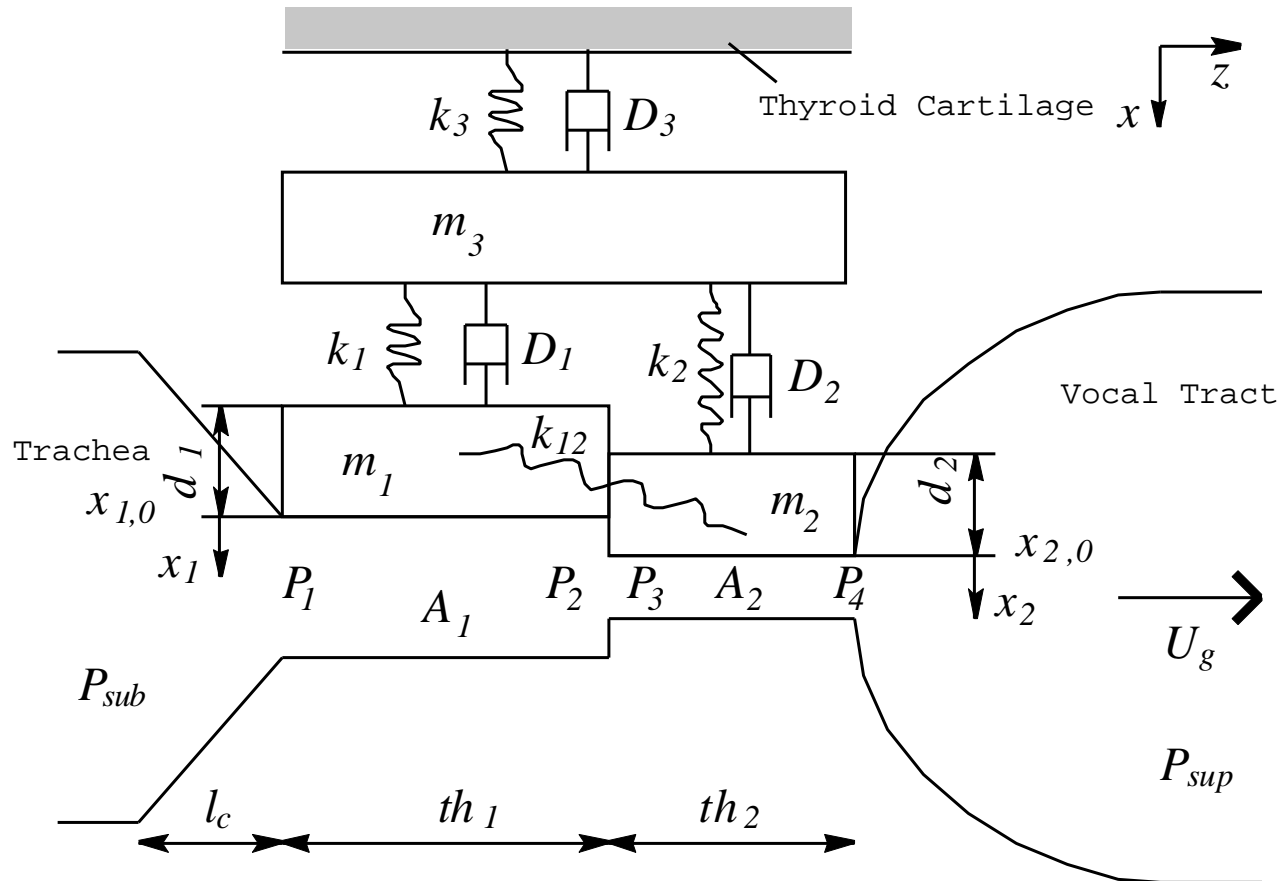 z
Thyroid Cartilage
x
k3 D3
m3
k1 D1
k2 D2
Vocal Tract
Trachea
d1
m1
k12
m2
d2
x1,0
x2,0
x1
P1 P2 P3 A2 P4
x2
A1
Ug
Psub
Psup
lc th1 th2